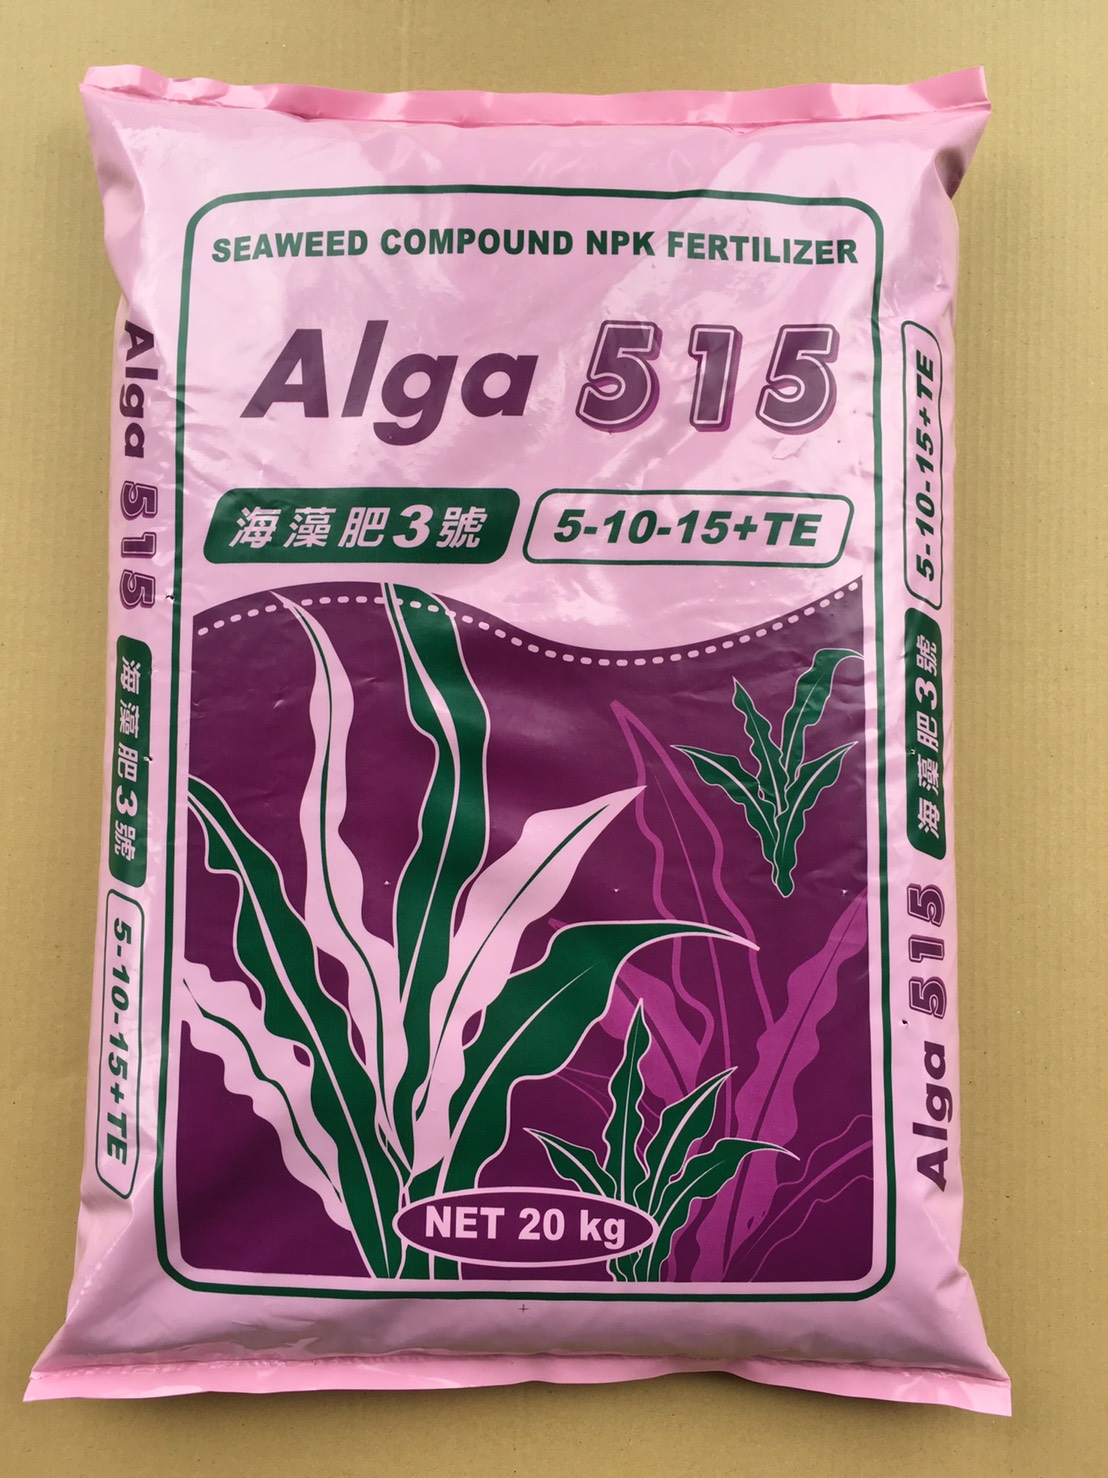 SEAWEED COMPOUND NPK FERTILIZER
Alga 515
海藻肥3號
5-10-15+TE
NET 20 kg
Alga 515
海藻肥3號
5-10-15+TE
Alga 515
海藻肥3號
5-10-15+TE